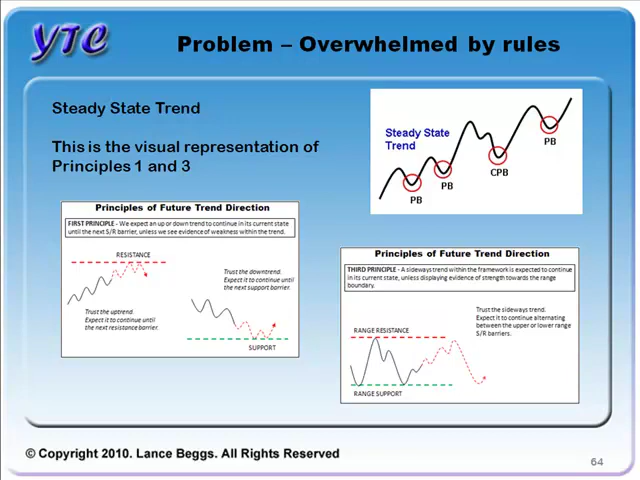 YTC
Problem – Overwhelmed by rules
Steady State Trend
This is the visual representation of
Principles 1 and 3
Steady State
Trend
PB
PB
CPB
PB
Principles of Future Trend Direction
FIRST PRINCIPLE - We expect an up or down trend to continue in its current state
until the next S/R barrier, unless we see evidence of weakness within the trend.
RESISTANCE
Trust the uptrend.
Expect it to continue until
the next resistance barrier.
Trust the downtrend.
Expect it to continue until
the next support barrier.
SUPPORT
Principles of Future Trend Direction
THIRD PRINCIPLE - A sideways trend within the framework is expected to continue
in its current state, unless displaying evidence of strength towards the range
boundary.
RANGE RESISTANCE
Trust the sideways trend.
Expect it to continue alternating
between the upper or lower range
S/R barriers.
RANGE SUPPORT
© Copyright 2010. Lance Beggs. All Rights Reserved
64